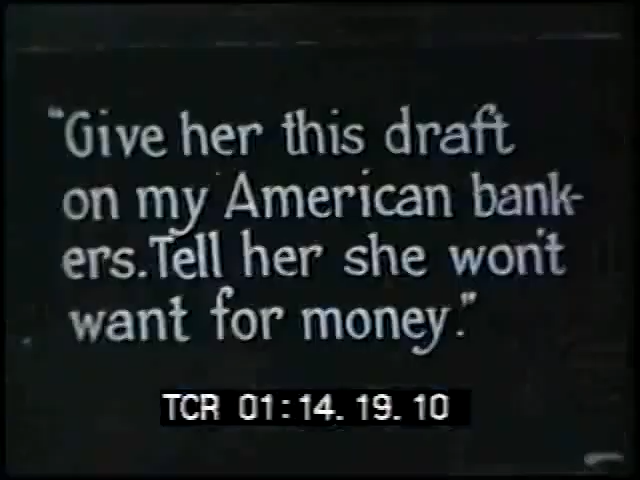 "Give her this draft
on my American bank-
ers. Tell her she won't
want for money."
TCR 01:14.19.10